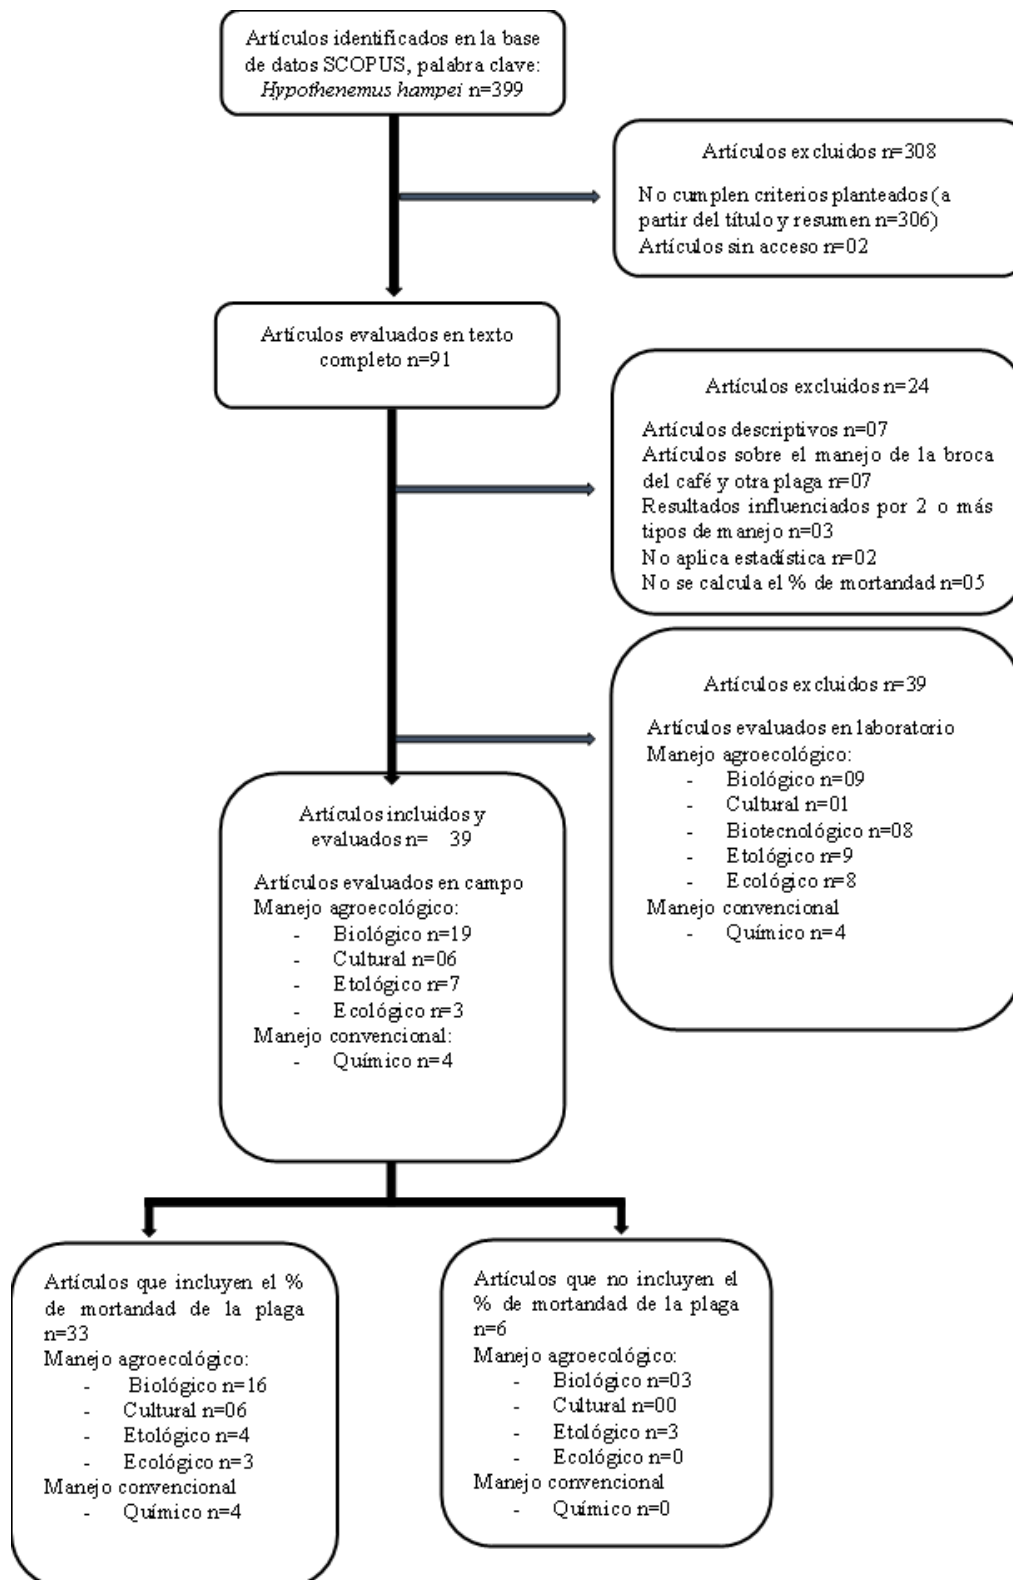 Artículos identificados en la base
de datos SCOPUS, palabra clave:
Hypothenemus hampei n=399
Artículos excluidos n=308
No cumplen criterios planteados (a
partir del título y resumen n=306)
Artículos sin acceso n=02
Artículos evaluados en texto
completo n=91
Artículos excluidos n=24
Artículos descriptivos n=07
Artículos sobre el manejo de la broca
del café y otra plaga n=07
Resultados influenciados por 2 o más
tipos de manejo n=03
No aplica estadística n=02
No se calcula el % de mortandad n=05
Artículos excluidos n=39
Artículos evaluados en laboratorio
Manejo agroecológico:
- Biológico n=09
- Cultural n=01
- Biotecnológico n=08
- Etológico n=9
- Ecológico n=8
Manejo convencional
- Químico n=4
Artículos incluidos y
evaluados n= 39
Artículos evaluados en campo
Manejo agroecológico:
- Biológico n=19
- Cultural n=06
- Etológico n=7
- Ecológico n=3
Manejo convencional:
- Químico n=4
Artículos que incluyen el %
de mortandad de la plaga
n=33
Manejo agroecológico:
- Biológico n=16
- Cultural n=06
- Etológico n=4
- Ecológico n=3
Manejo convencional
- Químico n=4
Artículos que no incluyen el
% de mortandad de la plaga
n=6
Manejo agroecológico:
- Biológico n=03
- Cultural n=00
- Etológico n=3
- Ecológico n=0
Manejo convencional
- Químico n=0